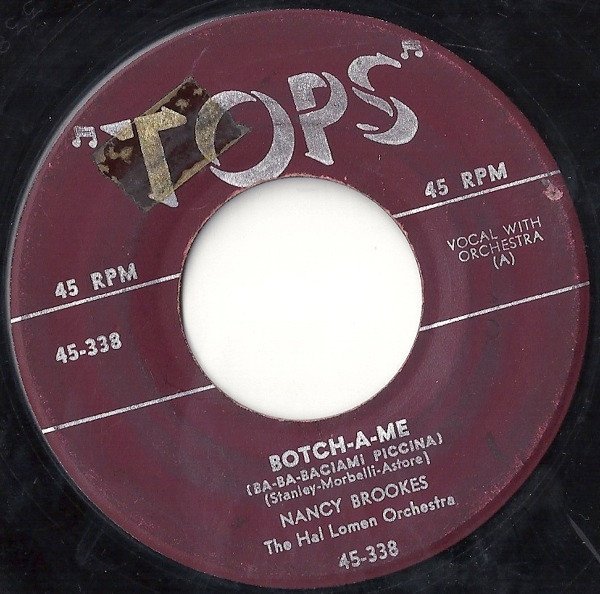 "TOPS"
45 RPM
VOCAL WITH
ORCHESTRA
(A)
45 RPM
45-338
BOTCH-A-ME
(BA-BA-BACIAMI PICCINA)
(Stanley-Morbelli-Astore)
NANCY BROOKES
The Hal Lomen Orchestra
45-338